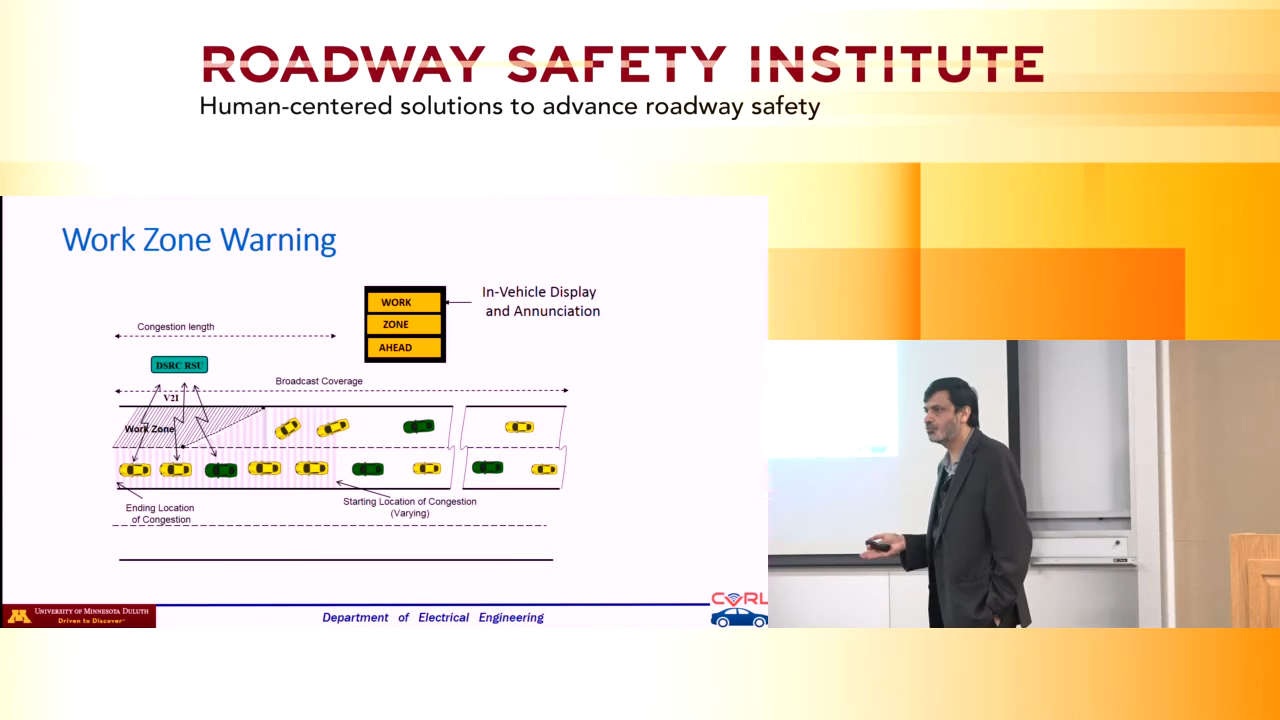 ROADWAY SAFETY INSTITUTE
Human-centered solutions to advance roadway safety
Work Zone Warning
WORK
ZONE
AHEAD
In-Vehicle Display
and Annunciation
Congestion length
DSRC RSU
Broadcast Coverage
V2I
Work Zone
Starting Location of Congestion
(Varying)
Ending Location
of Congestion
UNIVERSITY OF MINNESOTA DULUTH
Driven to Discover
Department of Electrical Engineering
CVRL